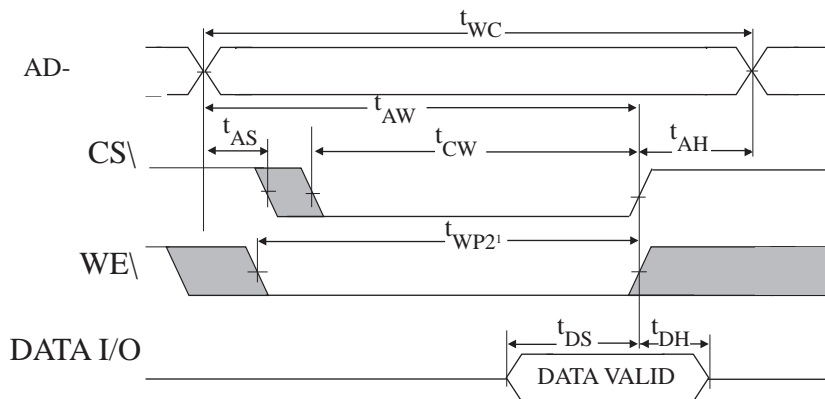 tWC
AD-
tAW
tAS
tCW
tAH
CS\
tWP2¹
WE\
tDS
tDH
DATA I/O
DATA VALID